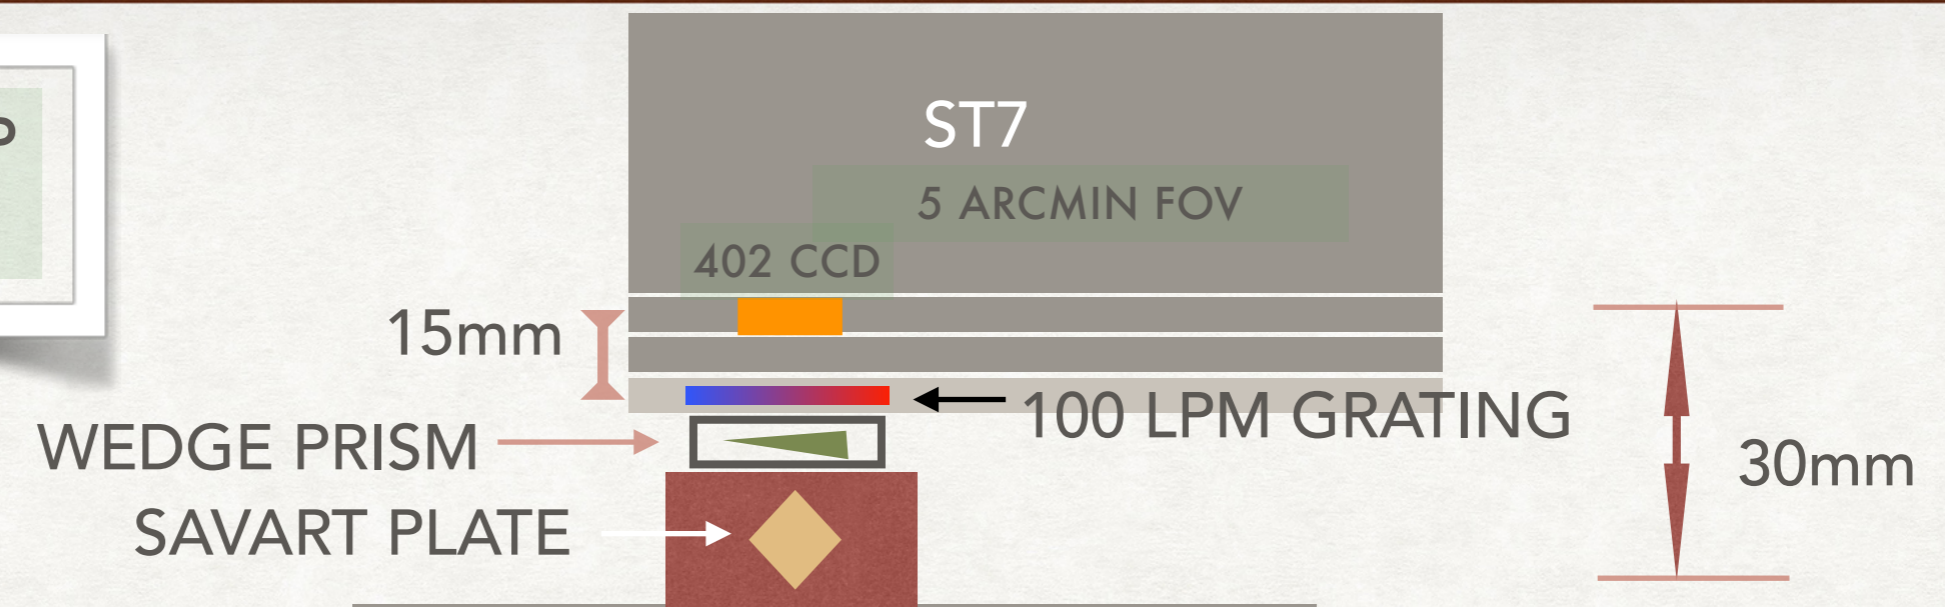 P
ST7
5 ARCMIN FOV
402 CCD
15mm
100 LPM GRATING
WEDGE PRISM
30mm
SAVART PLATE